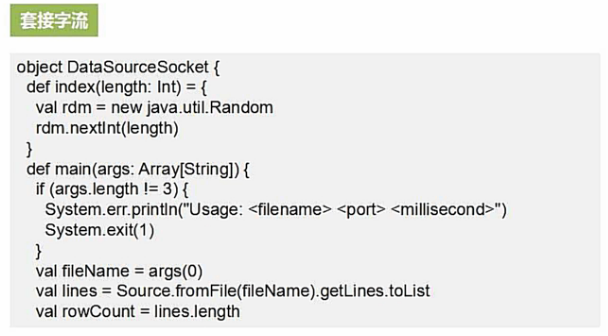 套接字流
object DataSourceSocket {
def index(length: Int) = {
val rdm = new java.util.Random
rdm.nextInt(length)
}
def main(args: Array[String]) {
if (args.length != 3) {
System.err.println("Usage: <filename> <port> <millisecond>")
System.exit(1)
}
val fileName = args(0)
val lines = Source.fromFile(fileName).getLines.toList
val rowCount = lines.length